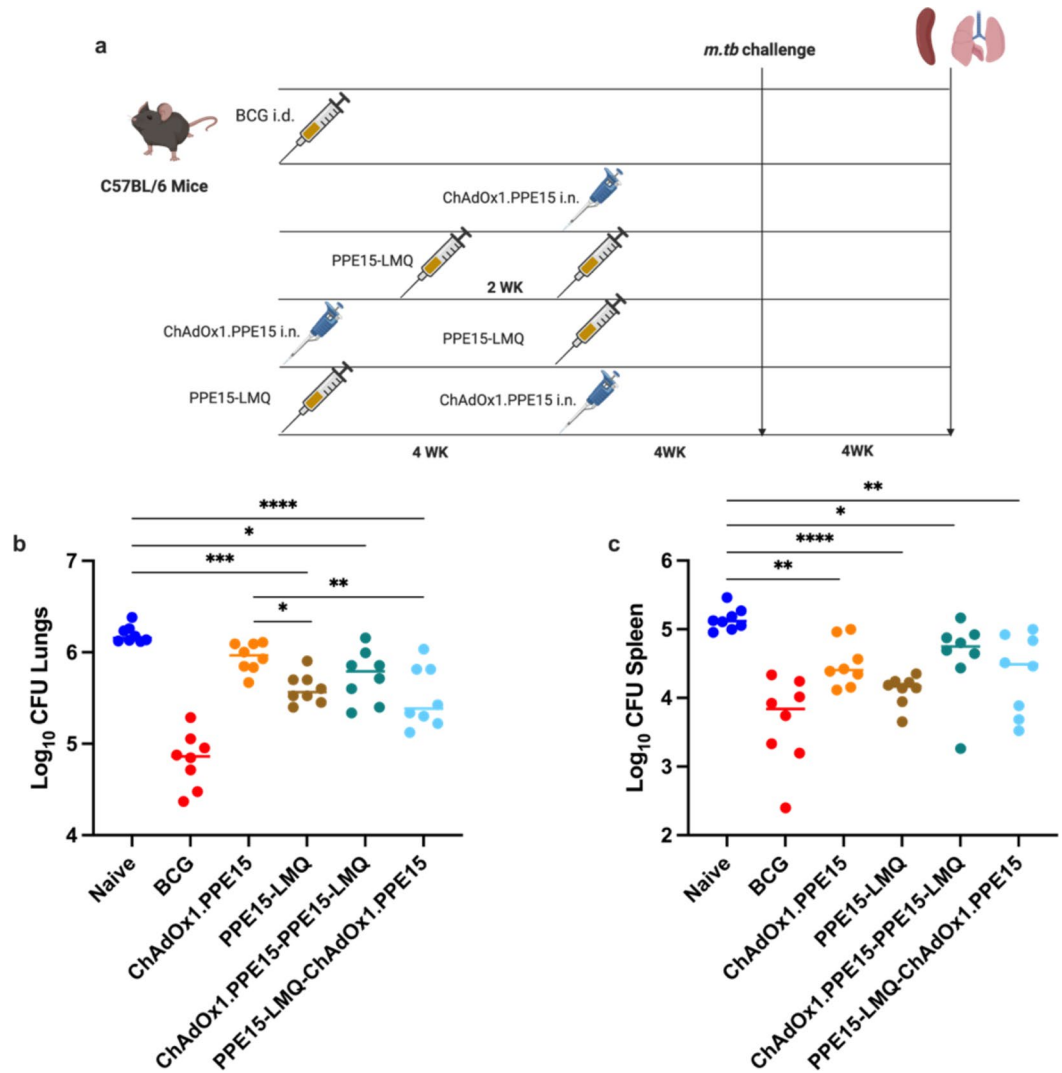 a
m.tb challenge
BCG i.d.
C57BL/6 Mice
ChAdOx1.PPE15 i.n.
PPE15-LMQ
2 WK
ChAdOx1.PPE15 i.n.
PPE15-LMQ
PPE15-LMQ
ChAdOx1.PPE15 i.n.
4 WK
4WK
4WK
b
****
*
***
**
*
7
6
5
4
Log10 CFU Lungs
Naive
BCG
ChAdOx1.PPE15
PPE15-LMQ
ChAdOx1.PPE15-PPE15-LMQ
PPE15-LMQ-ChAdOx1.PPE15
c
**
*
****
**
6
5
4
3
2
Log10 CFU Spleen
Naive
BCG
ChAdOx1.PPE15
PPE15-LMQ
ChAdOx1.PPE15-PPE15-LMQ
PPE15-LMQ-ChAdOx1.PPE15